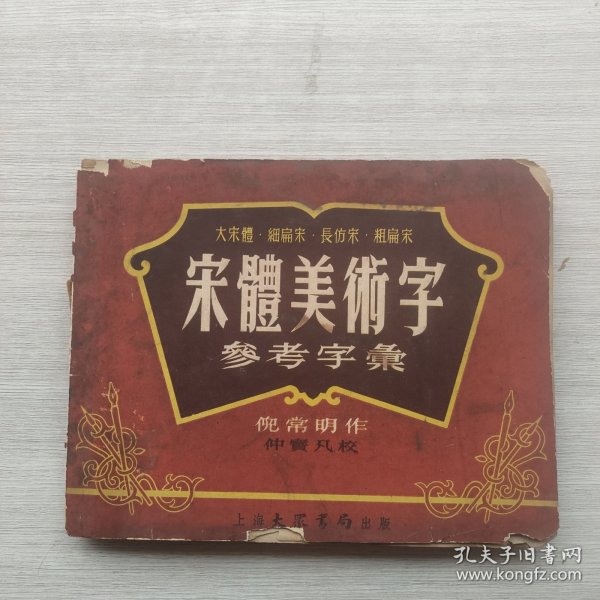 大宋體·細扁宋·長仿宋·粗扁宋
宋體美術字
參考字彙
倪常明作
仲實凡校
上海大眾書局出版
孔夫子旧书网
www.kongfz.com